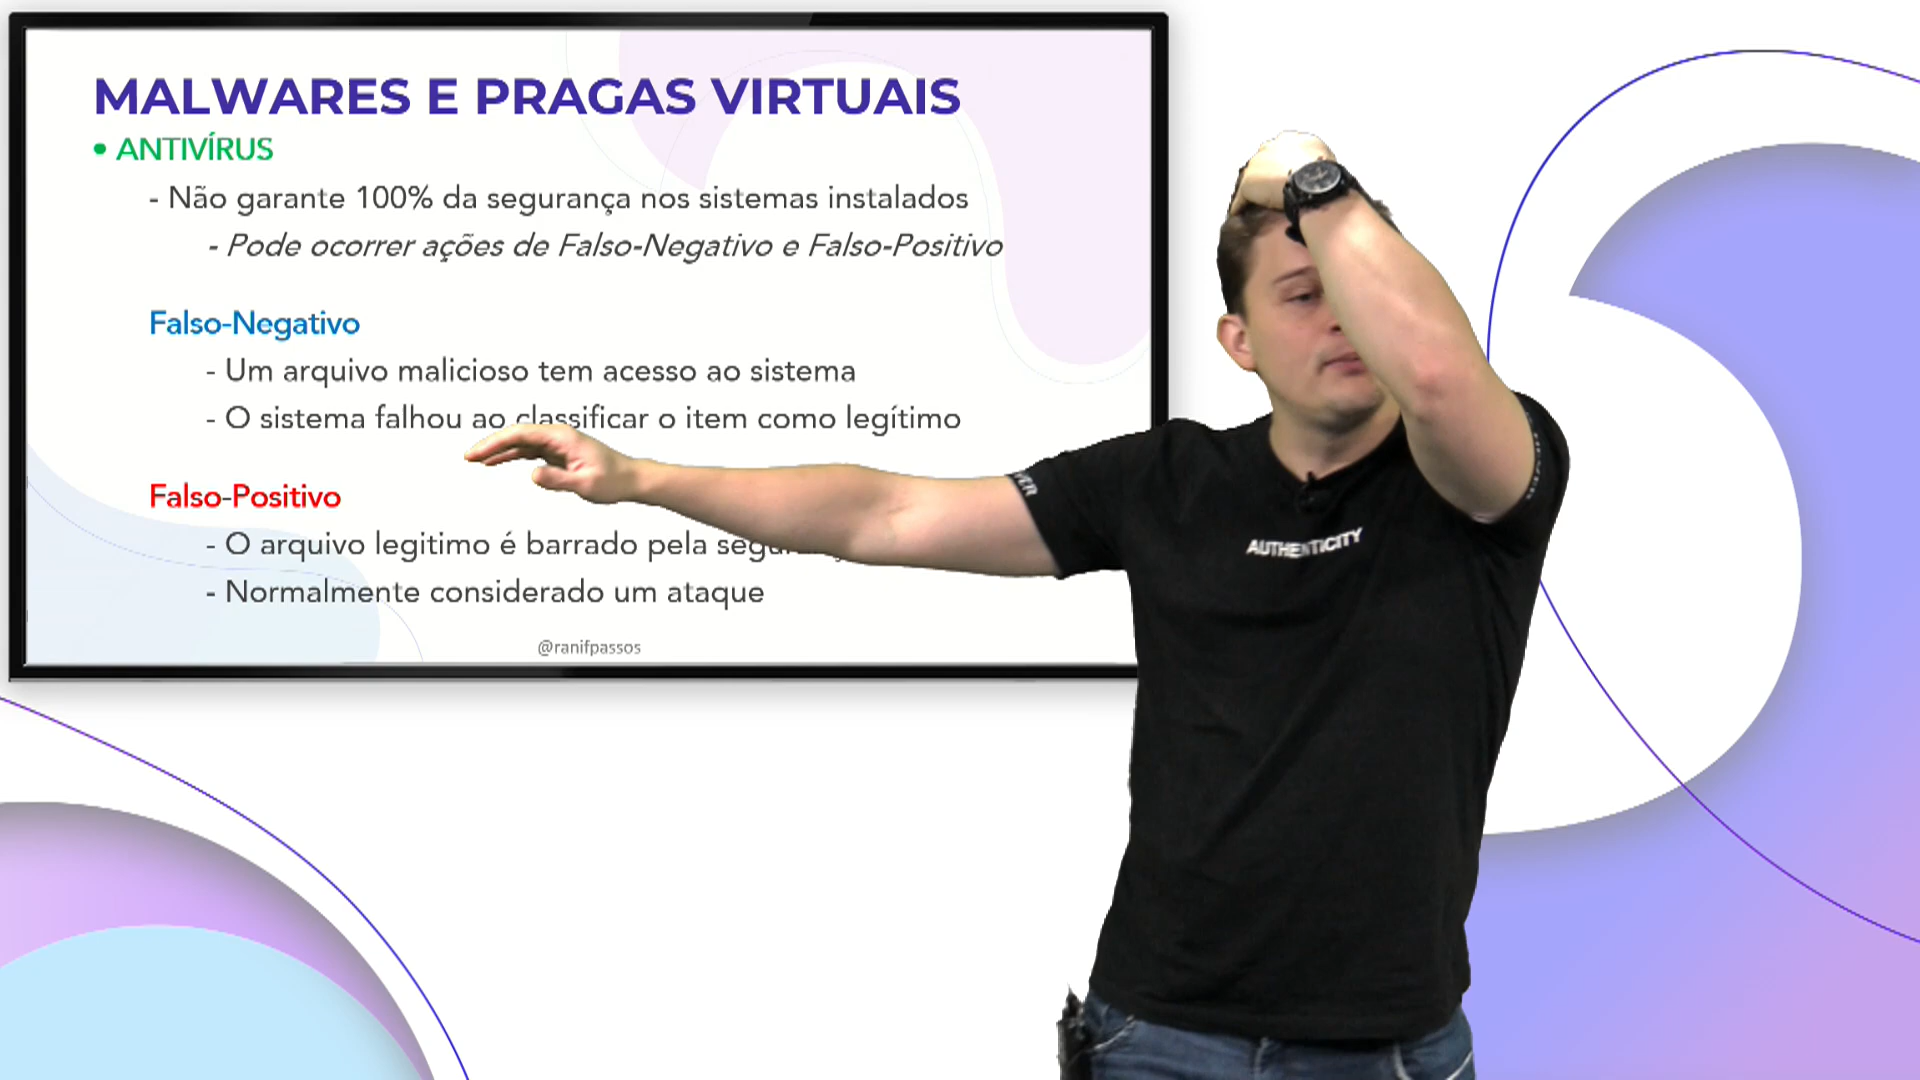 MALWARES E PRAGAS VIRTUAIS
• ANTIVÍRUS
- Não garante 100% da segurança nos sistemas instalados
- Pode ocorrer ações de Falso-Negativo e Falso-Positivo
Falso-Negativo
- Um arquivo malicioso tem acesso ao sistema
- O sistema falhou ao classificar o item como legítimo
Falso-Positivo
- O arquivo legitimo é barrado pela
- Normalmente considerado um ataque
@ranifpassos
AUTHENTICITY